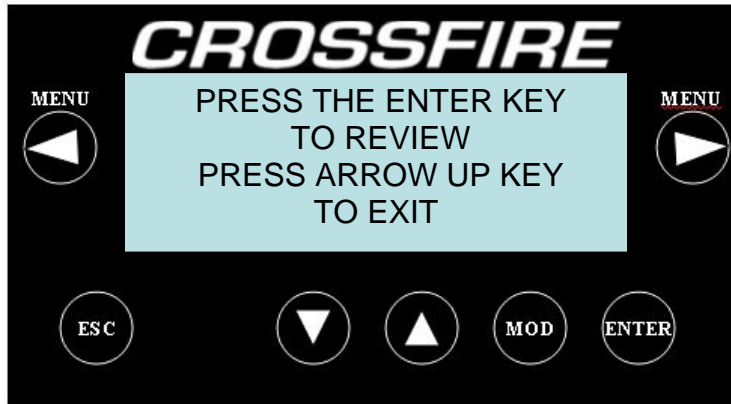 CROSSFIRE
MENU
MENU
PRESS THE ENTER KEY
TO REVIEW
PRESS ARROW UP KEY
TO EXIT
ESC
MOD
ENTER